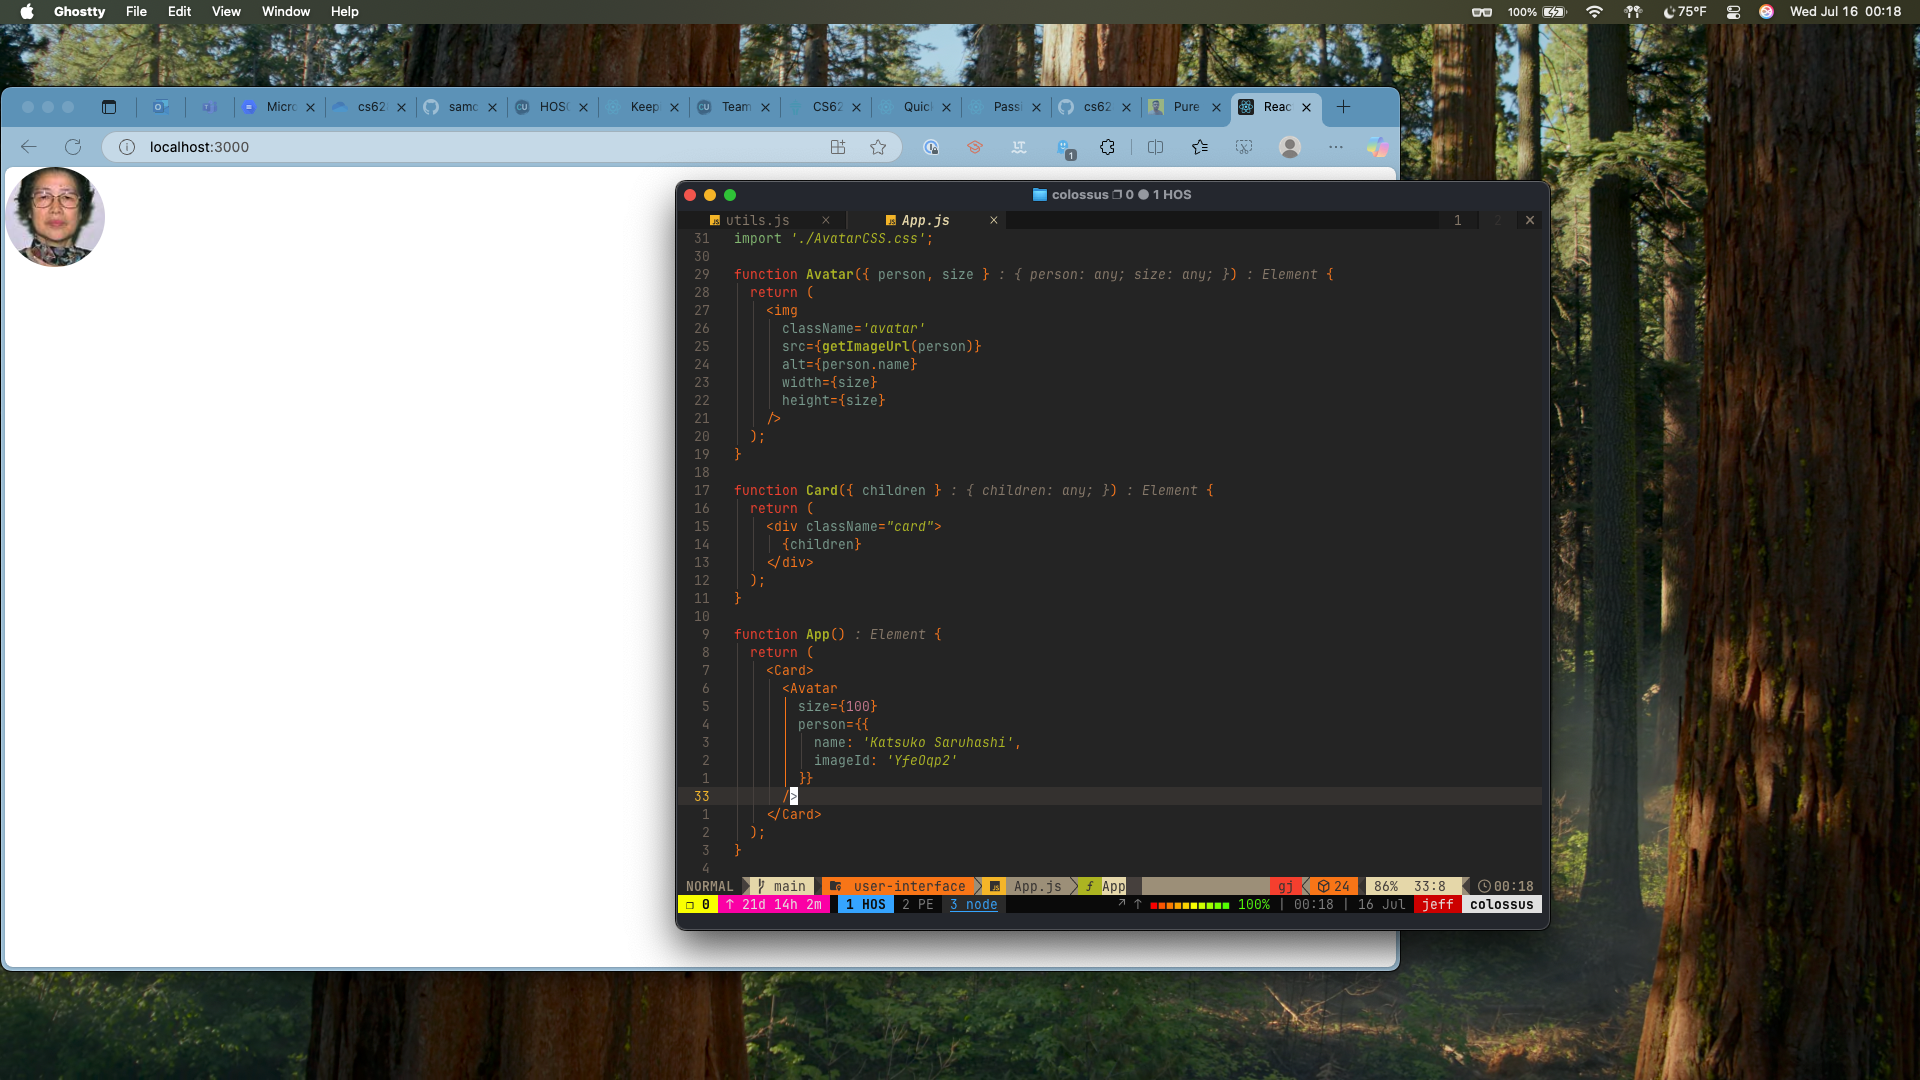 Ghostty File Edit View Window Help 100% 75°F Wed Jul 16 00:18
Micro cs62 samc HOS Keep Team CS62 Quic Pass cs62 Pure Reac
localhost:3000
1
colossus 0 1 HOS
utils.js App.js 1 2
31 import './AvatarCSS.css';
30
29 function Avatar({ person, size } : { person: any; size: any; }) : Element {
28 return (
27 <img
26 className='avatar'
25 src={getImageUrl(person)}
24 alt={person.name}
23 width={size}
22 height={size}
21 />
20 );
19 }
18
17 function Card({ children } : { children: any; }) : Element {
16 return (
15 <div className="card">
14 {children}
13 </div>
12 );
11 }
10
9 function App() : Element {
8 return (
7 <Card>
6 <Avatar
5 size={100}
4 person={{
3 name: 'Katsuko Saruhashi',
2 imageId: 'YfeOqp2'
1 }}
33 />
1 </Card>
2 );
3 }
4
NORMAL main user-interface App.js f App gj 24 86% 33:8 00:18
0 ↑ 21d 14h 2m 1 HOS 2 PE 3 node ↗ ↑ 100% | 00:18 | 16 Jul jeff colossus